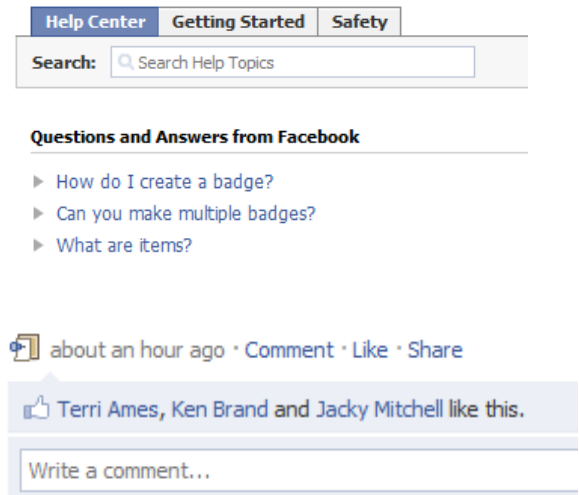 Help Center Getting Started Safety
Search: Search Help Topics
Questions and Answers from Facebook
How do I create a badge?
Can you make multiple badges?
What are items?
about an hour ago · Comment · Like · Share
Terri Ames, Ken Brand and Jacky Mitchell like this.
Write a comment...